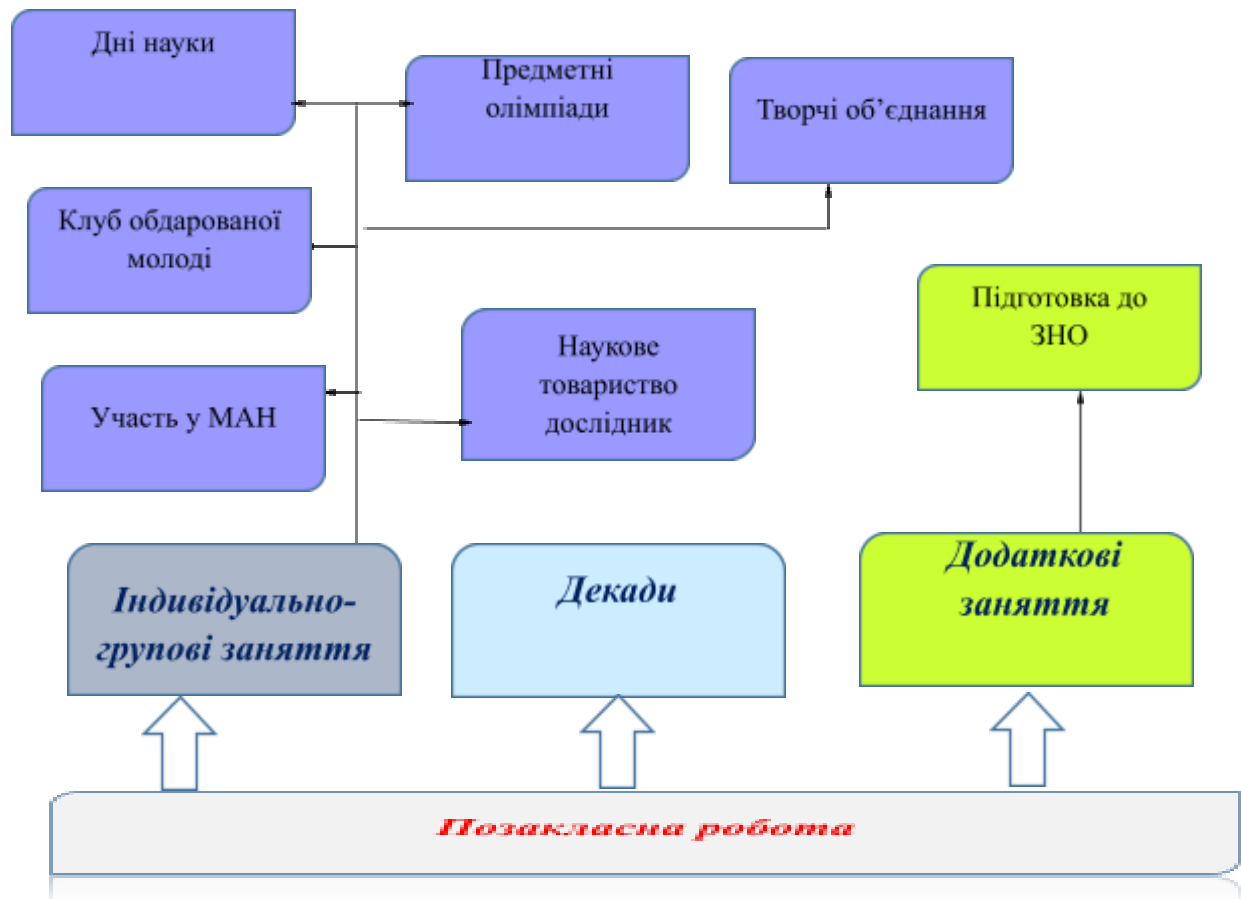 Дні науки
Предметні
олімпіади
Творчі об’єднання
Клуб обдарованої
молоді
Підготовка до
ЗНО
Наукове
товариство
дослідник
Участь у МАН
Індивідуально-
групові заняття
Декади
Додаткові
заняття
Позакласна робота